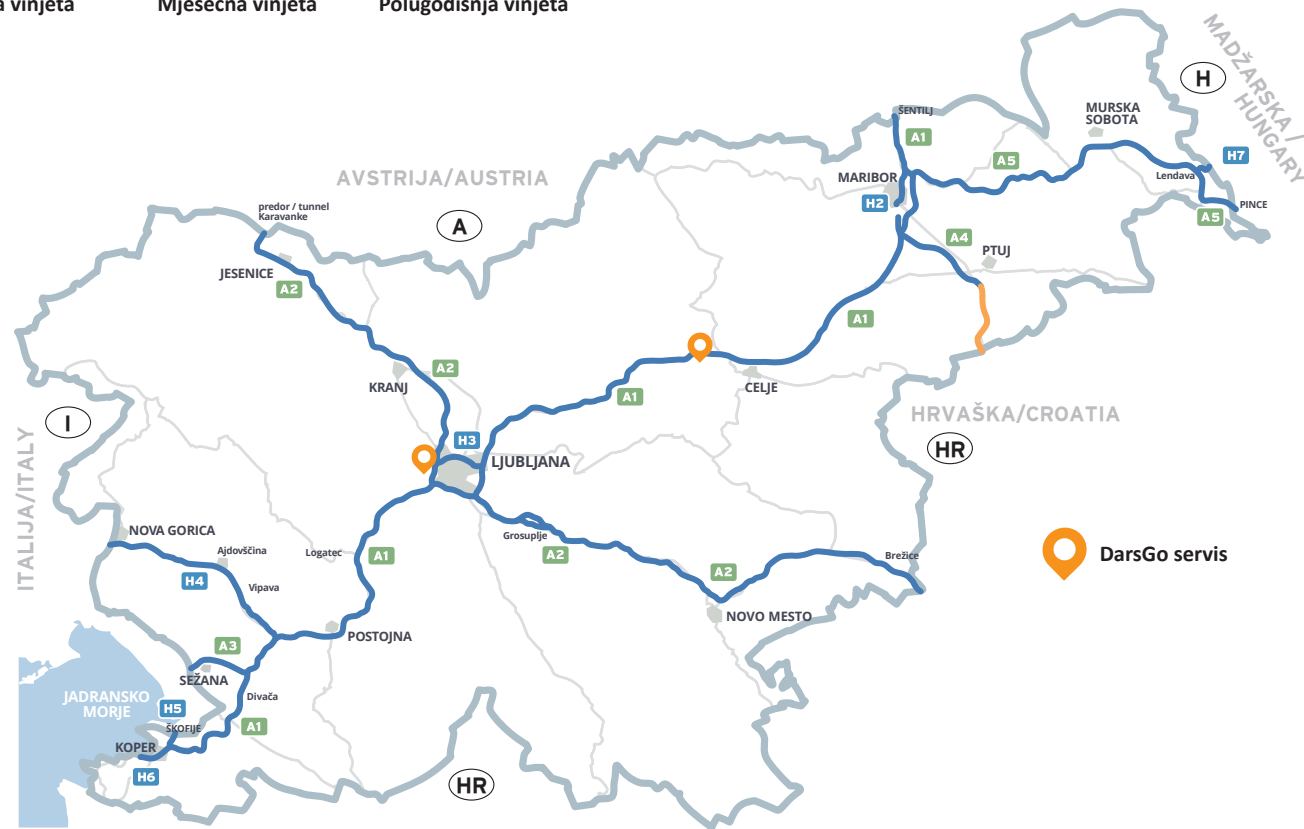 vinjeta
Mjesečna vinjeta
Polugodišnja vinjeta
MADŽARSKA /
HUNGARY
H
ŠENTILJ
MURSKA
SOBOTA
A1
A5
H7
AVSTRIJA/AUSTRIA
MARIBOR
Lendava
H2
PINCE
A5
predor / tunnel
Karavanke
A
A4
PTUJ
JESENICE
A2
A1
A2
KRANJ
CELJE
A1
HRVAŠKA/CROATIA
I
H3
HR
LJUBLJANA
ITALIJA/ITALY
NOVA GORICA
Grosuplje
Ajdovščina
Logatec
A1
A2
Brežice
DarsGo servis
H4
Vipava
A2
NOVO MESTO
POSTOJNA
A3
SEŽANA
JADRANSKO
MORJE
Divača
H5
ŠKOFIJE
A1
KOPER
H6
HR